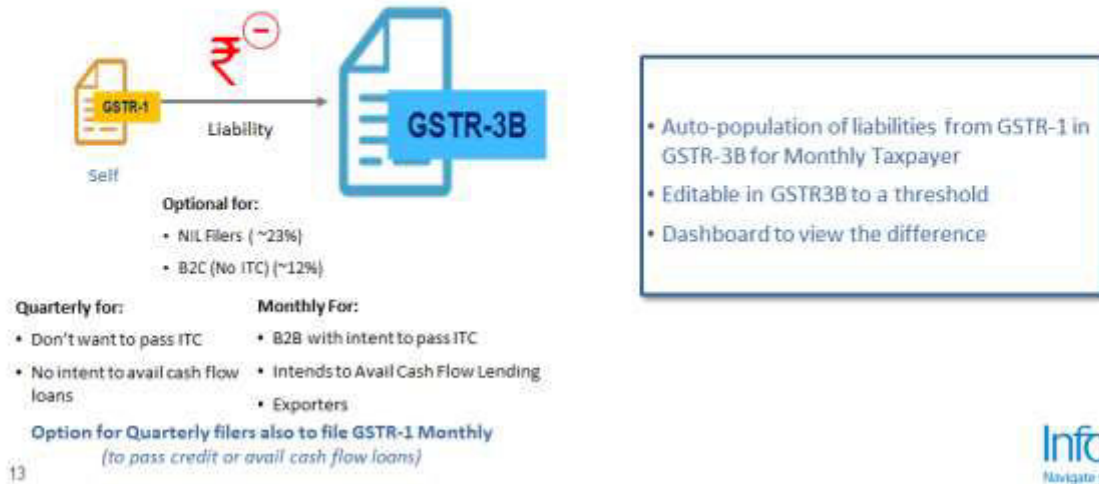 ₹
GSTR-1
Liability
GSTR-3B
Self
Optional for:
• NIL Filers ( ~23%)
• B2C (No ITC) (~12%)
Quarterly for:
• Don't want to pass ITC
• No intent to avail cash flow
loans
Monthly For:
• B2B with intent to pass ITC
• Intends to Avail Cash Flow Lending
• Exporters
Option for Quarterly filers also to file GSTR-1 Monthly
(to pass credit or avail cash flow loans)
13
• Auto-population of liabilities from GSTR-1 in
GSTR-3B for Monthly Taxpayer
• Editable in GSTR3B to a threshold
• Dashboard to view the difference
Navigate